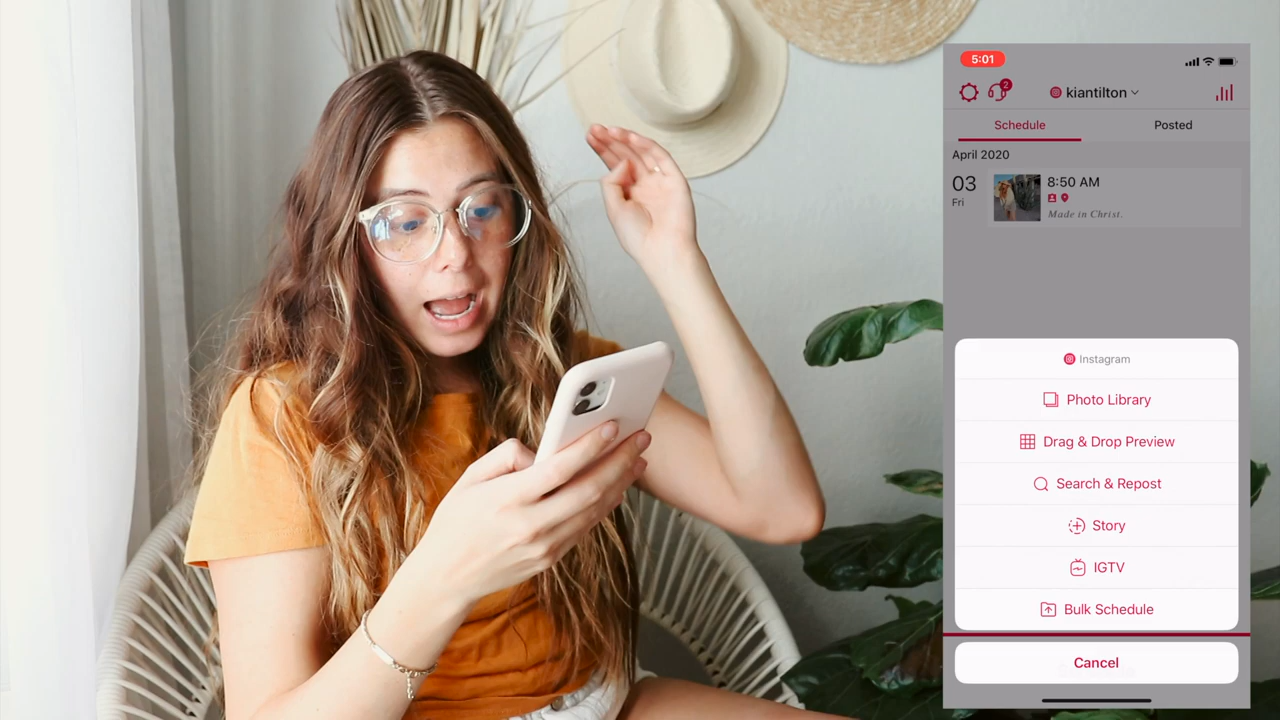 5:01
2
kiantilton
Schedule
Posted
April 2020
03
8:50 AM
Fri
Made in Christ.
Instagram
Photo Library
Drag & Drop Preview
Search & Repost
Story
IGTV
Bulk Schedule
Cancel